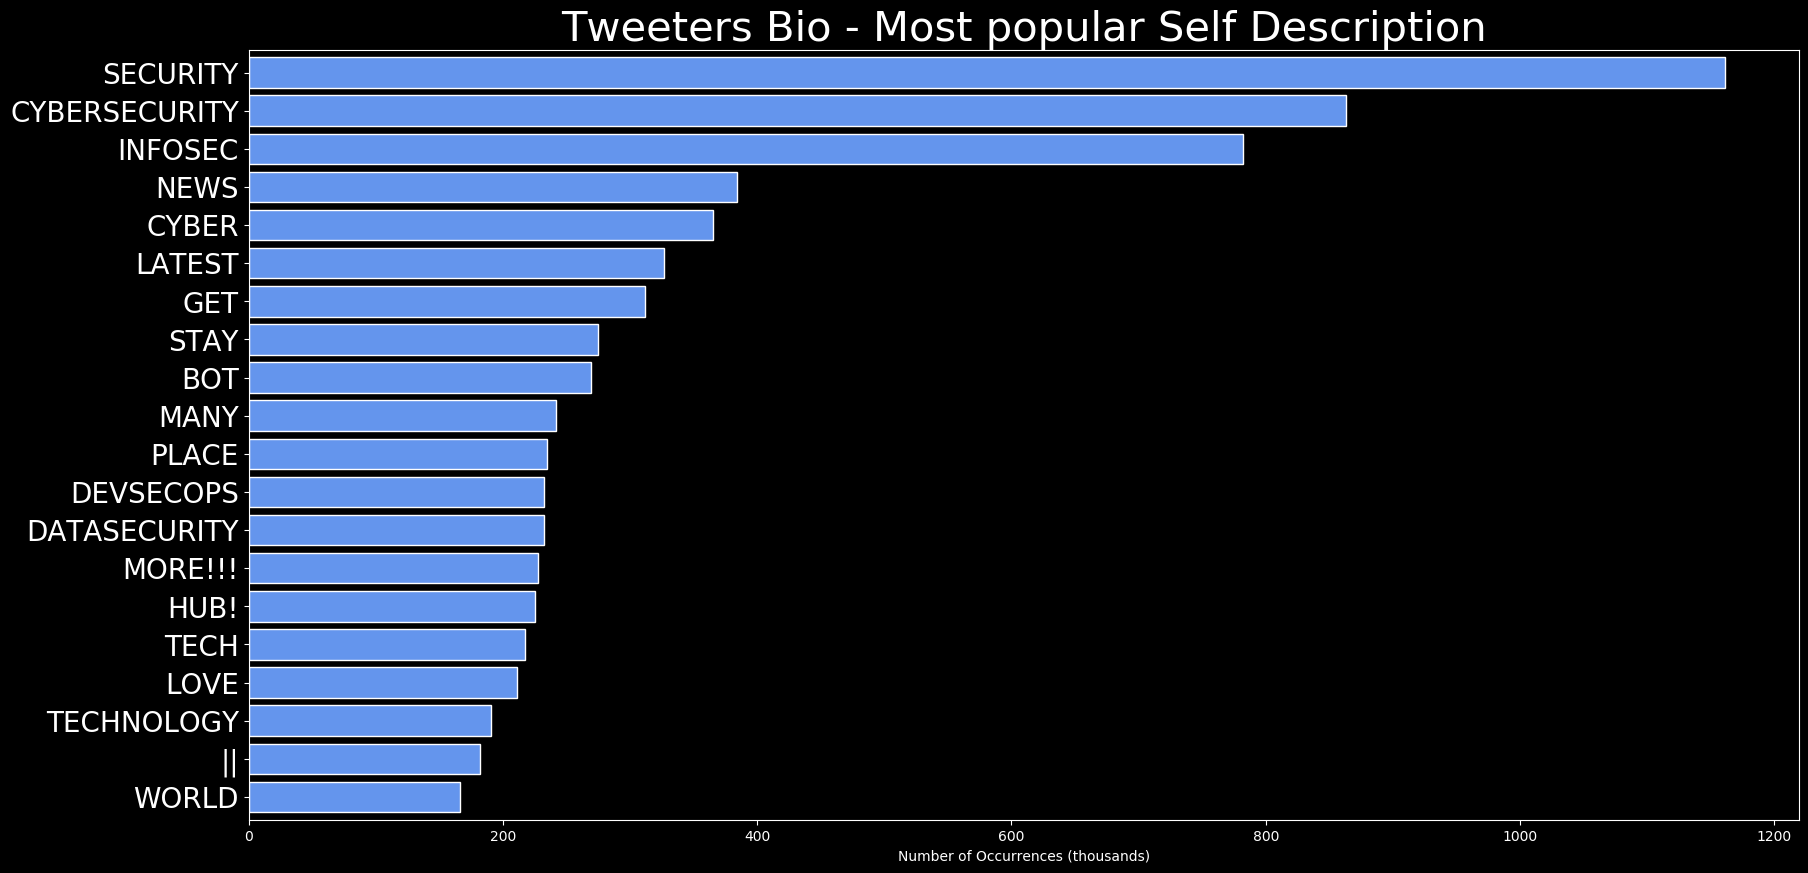 Tweeters Bio - Most popular Self Description
SECURITY
CYBERSECURITY
INFOSEC
NEWS
CYBER
LATEST
GET
STAY
BOT
MANY
PLACE
DEVSECOPS
DATASECURITY
MORE!!!
HUB!
TECH
LOVE
TECHNOLOGY
||
WORLD
0 200 400 600 800 1000 1200
Number of Occurrences (thousands)